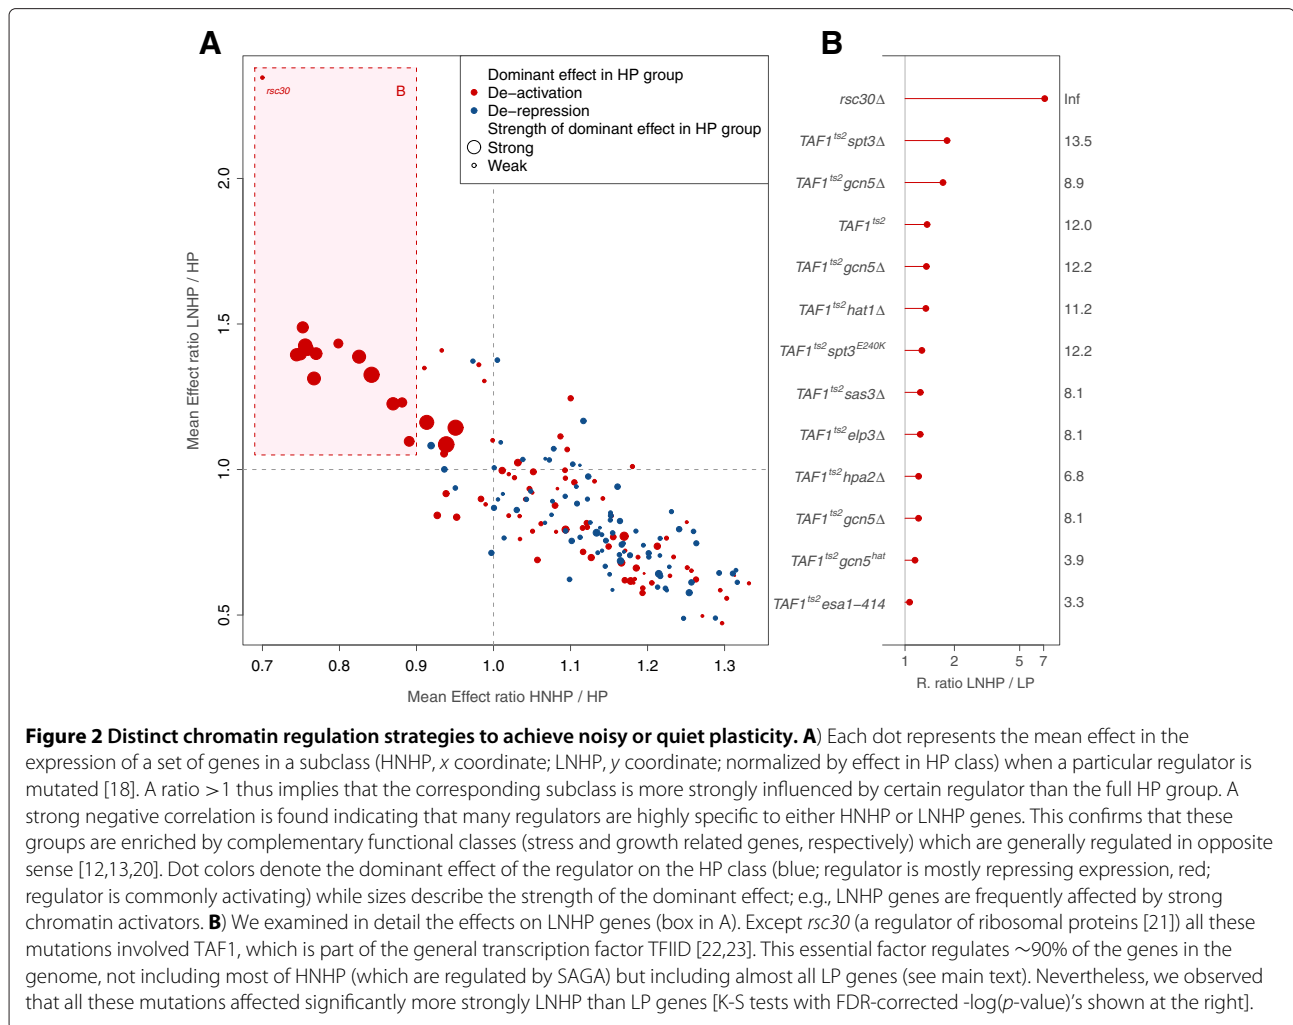 A
B
rsc30
B
Dominant effect in HP group
De−activation
De−repression
Strength of dominant effect in HP group
Strong
Weak
Mean Effect ratio LNHP / HP
2.0
1.5
1.0
0.5
0.7 0.8 0.9 1.0 1.1 1.2 1.3
Mean Effect ratio HNHP / HP
rsc30Δ Inf
TAF1ts2spt3Δ 13.5
TAF1ts2gcn5Δ 8.9
TAF1ts2 12.0
TAF1ts2gcn5Δ 12.2
TAF1ts2hat1Δ 11.2
TAF1ts2spt3E240K 12.2
TAF1ts2sas3Δ 8.1
TAF1ts2elp3Δ 8.1
TAF1ts2hpa2Δ 6.8
TAF1ts2gcn5Δ 8.1
TAF1ts2gcn5hat 3.9
TAF1ts2esa1−414 3.3
1 2 5 7
R. ratio LNHP / LP
Figure 2 Distinct chromatin regulation strategies to achieve noisy or quiet plasticity. A) Each dot represents the mean effect in the
expression of a set of genes in a subclass (HNHP, x coordinate; LNHP, y coordinate; normalized by effect in HP class) when a particular regulator is
mutated [18]. A ratio >1 thus implies that the corresponding subclass is more strongly influenced by certain regulator than the full HP group. A
strong negative correlation is found indicating that many regulators are highly specific to either HNHP or LNHP genes. This confirms that these
groups are enriched by complementary functional classes (stress and growth related genes, respectively) which are generally regulated in opposite
sense [12,13,20]. Dot colors denote the dominant effect of the regulator on the HP class (blue; regulator is mostly repressing expression, red;
regulator is commonly activating) while sizes describe the strength of the dominant effect; e.g., LNHP genes are frequently affected by strong
chromatin activators. B) We examined in detail the effects on LNHP genes (box in A). Except rsc30 (a regulator of ribosomal proteins [21]) all these
mutations involved TAF1, which is part of the general transcription factor TFIID [22,23]. This essential factor regulates ∼90% of the genes in the
genome, not including most of HNHP (which are regulated by SAGA) but including almost all LP genes (see main text). Nevertheless, we observed
that all these mutations affected significantly more strongly LNHP than LP genes [K-S tests with FDR-corrected -log(p-value)'s shown at the right].